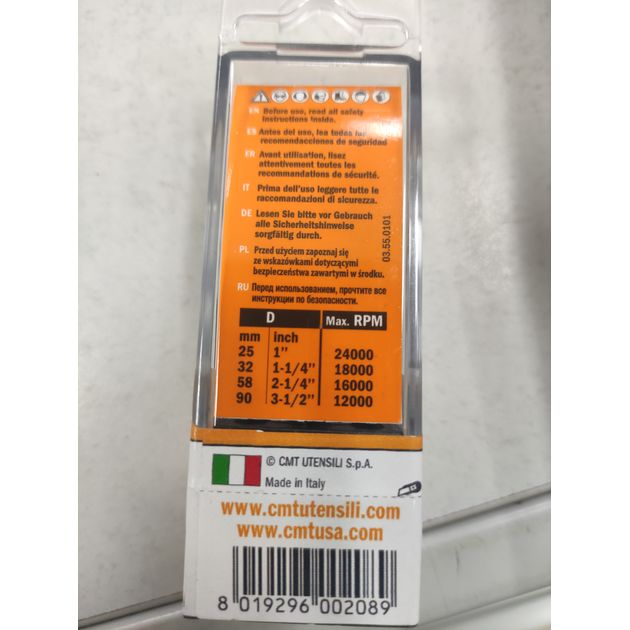 EN Before use, read all safety
instructions inside.
ES Antes del uso, lea todas las
recomendaciones de seguridad
FR Avant utilisation, lisez
attentivement toutes les
recommandations de sécurité.
IT Prima dell'uso leggere tutte le
raccomandazioni di sicurezza.
DE Lesen Sie bitte vor Gebrauch
alle Sicherheitshinweise
sorgfältig durch.
PL Przed użyciem zapoznaj się
ze wskazówkami dotyczącymi
bezpieczeństwa zawartymi w środku.
RU Перед использованием, прочтите все
инструкции по безопасности.
03.55.0101
D Max. RPM
mm inch
25 1" 24000
32 1-1/4" 18000
58 2-1/4" 16000
90 3-1/2" 12000
© CMT UTENSILI S.p.A.
Made in Italy
www.cmtutensili.com
www.cmtusa.com
8 019296 002089